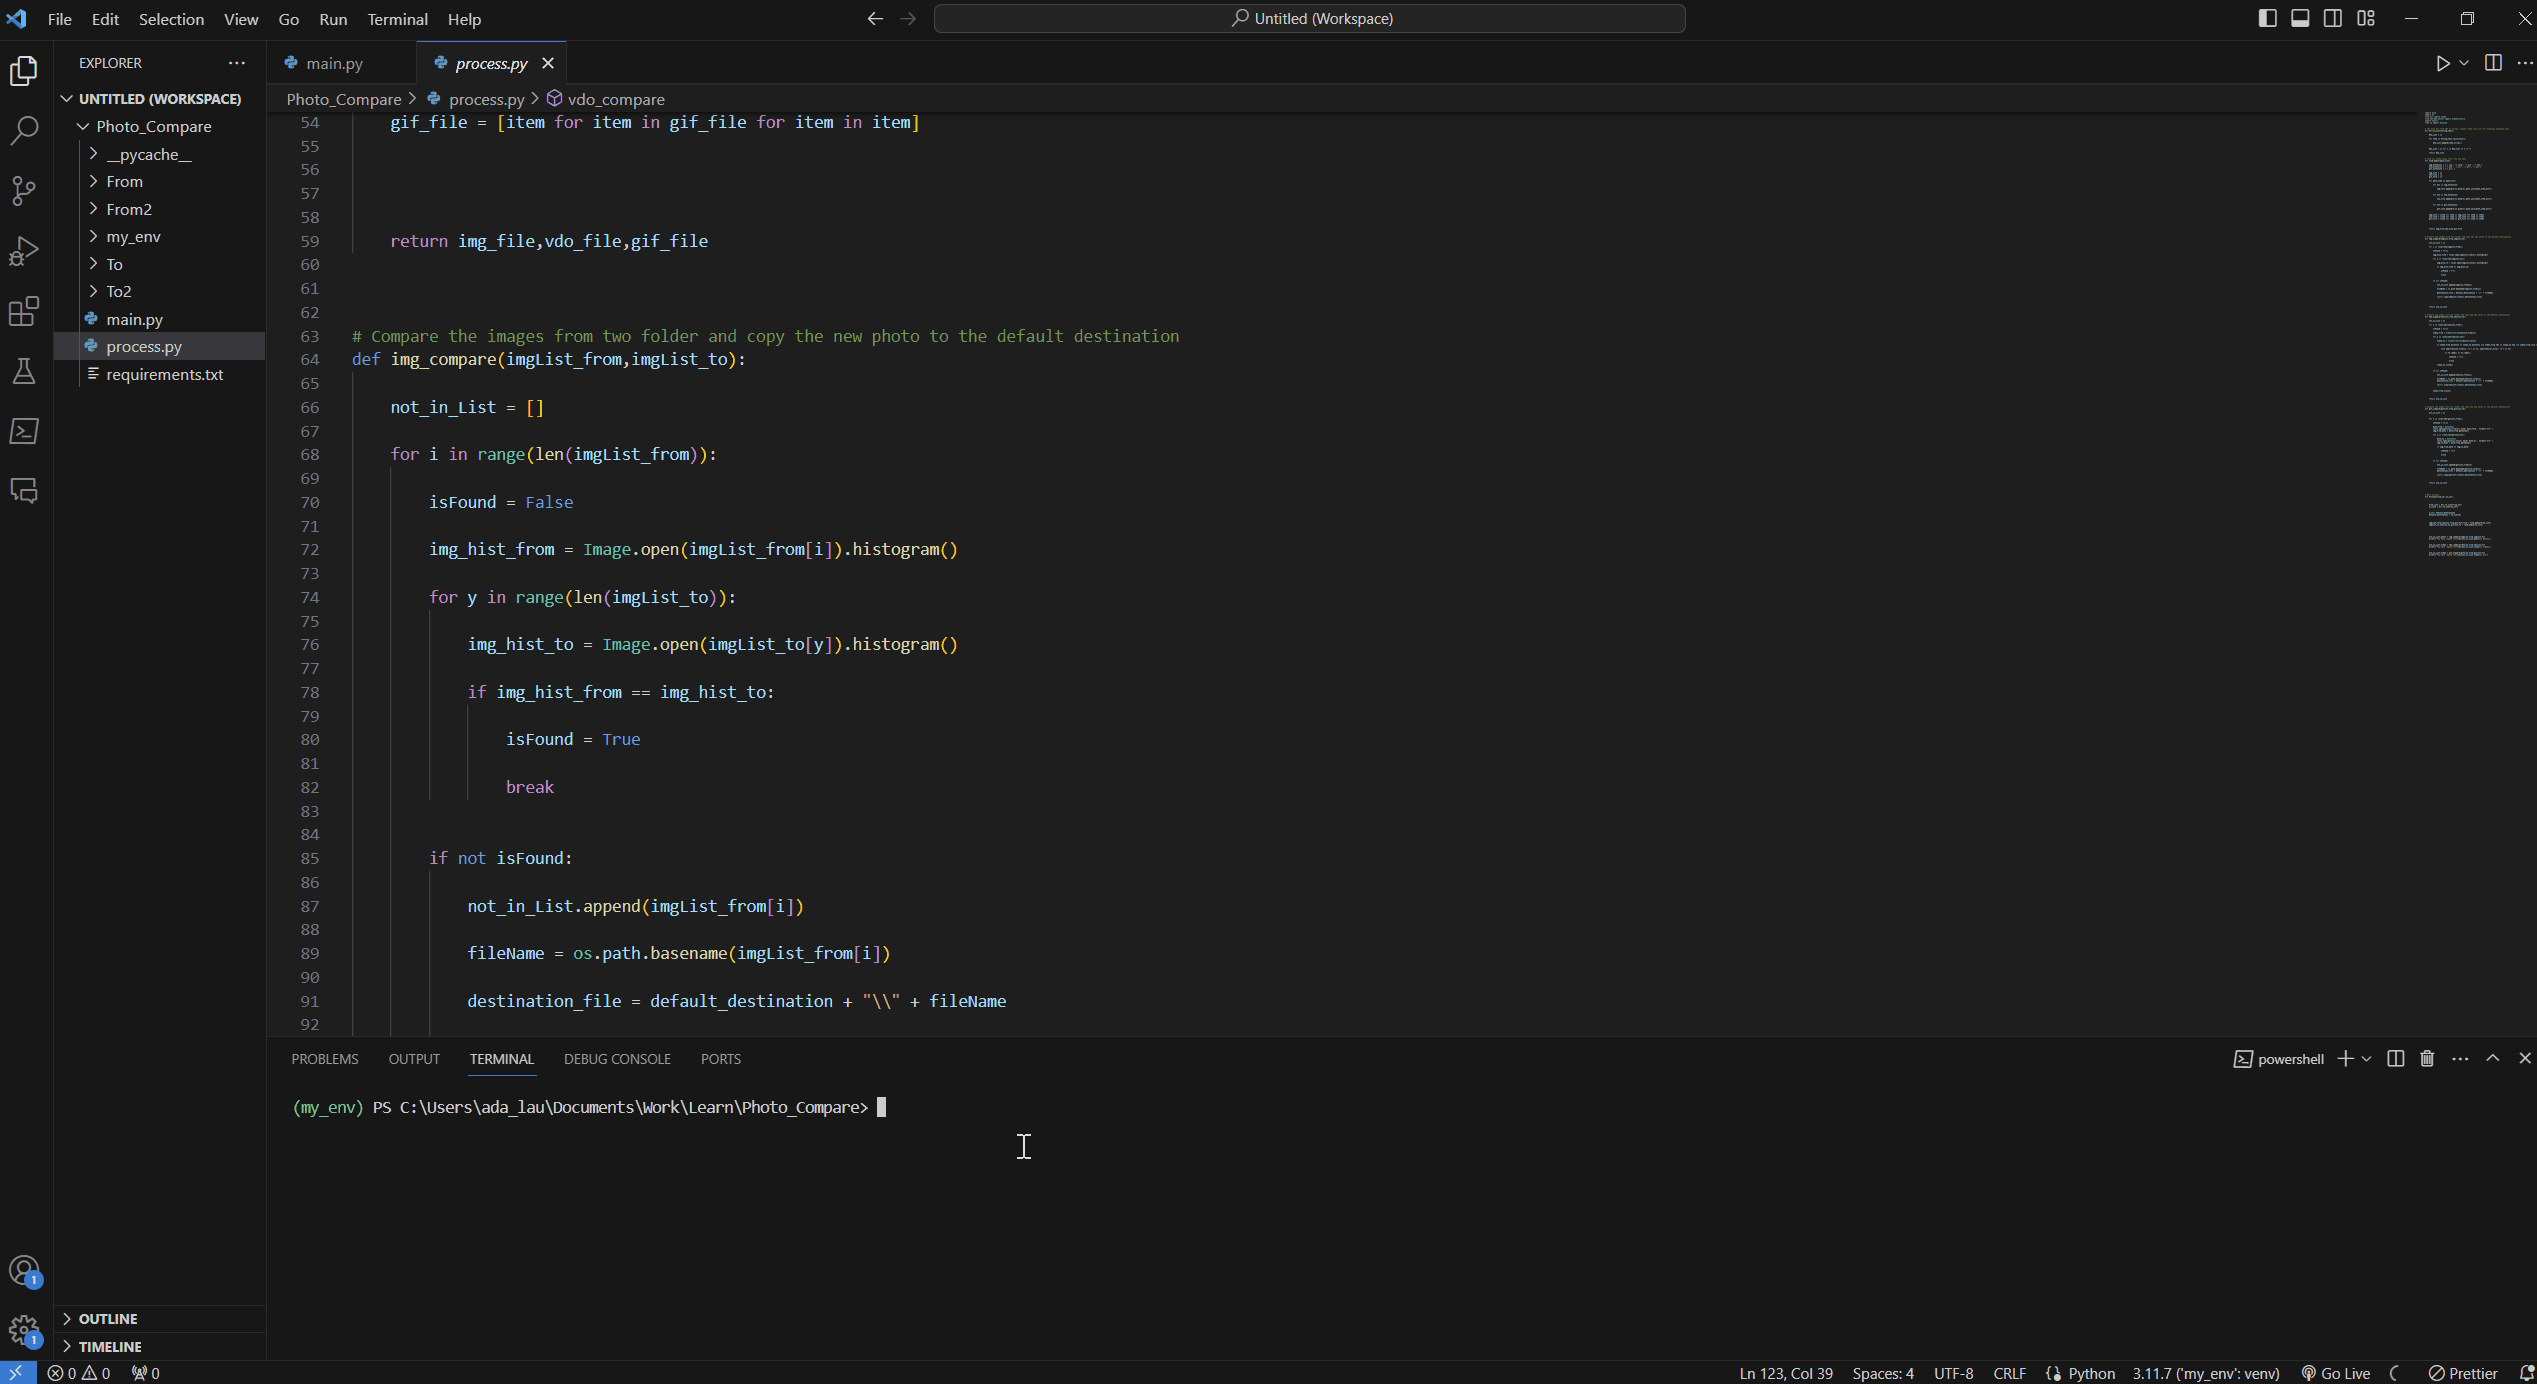 File Edit Selection View Go Run Terminal Help
Untitled (Workspace)
EXPLORER
UNTITLED (WORKSPACE)
Photo_Compare
__pycache__
From
From2
my_env
To
To2
main.py
process.py
requirements.txt
OUTLINE
TIMELINE
main.py process.py
Photo_Compare > process.py > vdo_compare
54 gif_file = [item for item in gif_file for item in item]
55
56
57
58
59 return img_file,vdo_file,gif_file
60
61
62
63 # Compare the images from two folder and copy the new photo to the default destination
64 def img_compare(imgList_from,imgList_to):
65
66 not_in_List = []
67
68 for i in range(len(imgList_from)):
69
70 isFound = False
71
72 img_hist_from = Image.open(imgList_from[i]).histogram()
73
74 for y in range(len(imgList_to)):
75
76 img_hist_to = Image.open(imgList_to[y]).histogram()
77
78 if img_hist_from == img_hist_to:
79
80 isFound = True
81
82 break
83
84
85 if not isFound:
86
87 not_in_List.append(imgList_from[i])
88
89 fileName = os.path.basename(imgList_from[i])
90
91 destination_file = default_destination + "\\" + fileName
92
PROBLEMS OUTPUT TERMINAL DEBUG CONSOLE PORTS
powershell
(my_env) PS C:\Users\ada_lau\Documents\Work\Learn\Photo_Compare>
1
1
0 0 0
Ln 123, Col 39 Spaces: 4 UTF-8 CRLF Python 3.11.7 ('my_env': venv) Go Live Prettier